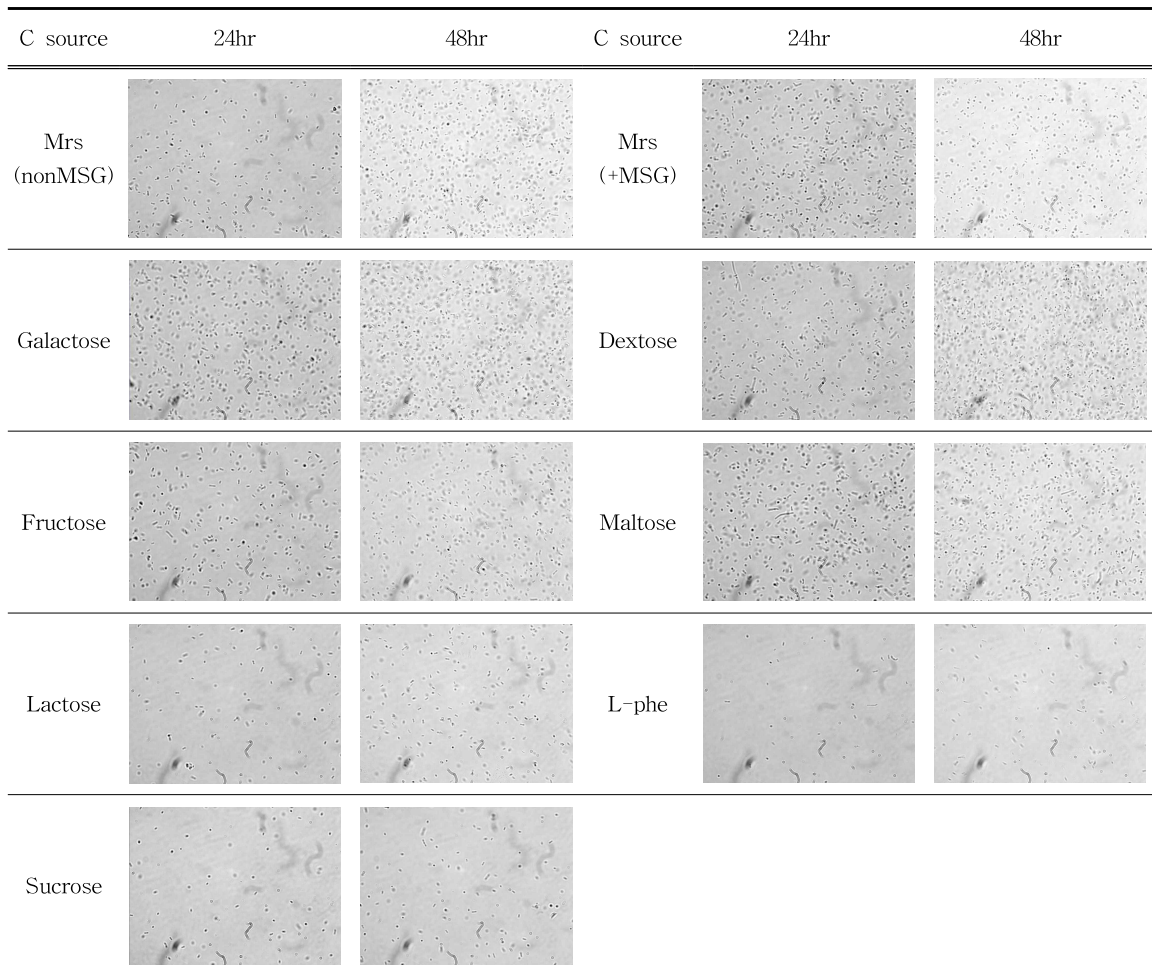 C source 24hr 48hr C source 24hr 48hr
Mrs
(nonMSG)
Mrs
(+MSG)
Galactose
Dextose
Fructose
Maltose
Lactose
L-phe
Sucrose